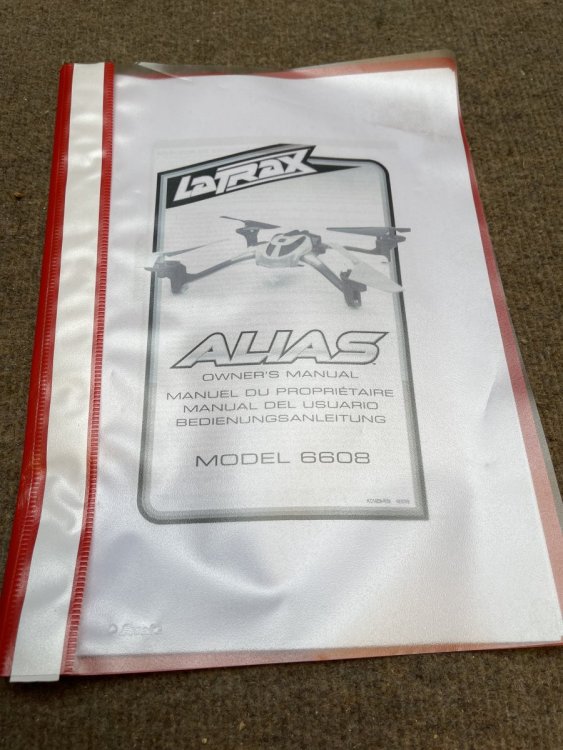 LaTrax
ALIAS
OWNER'S MANUAL
MANUEL DU PROPRIÉTAIRE
MANUAL DEL USUARIO
BEDIENUNGSANLEITUNG
MODEL 6608